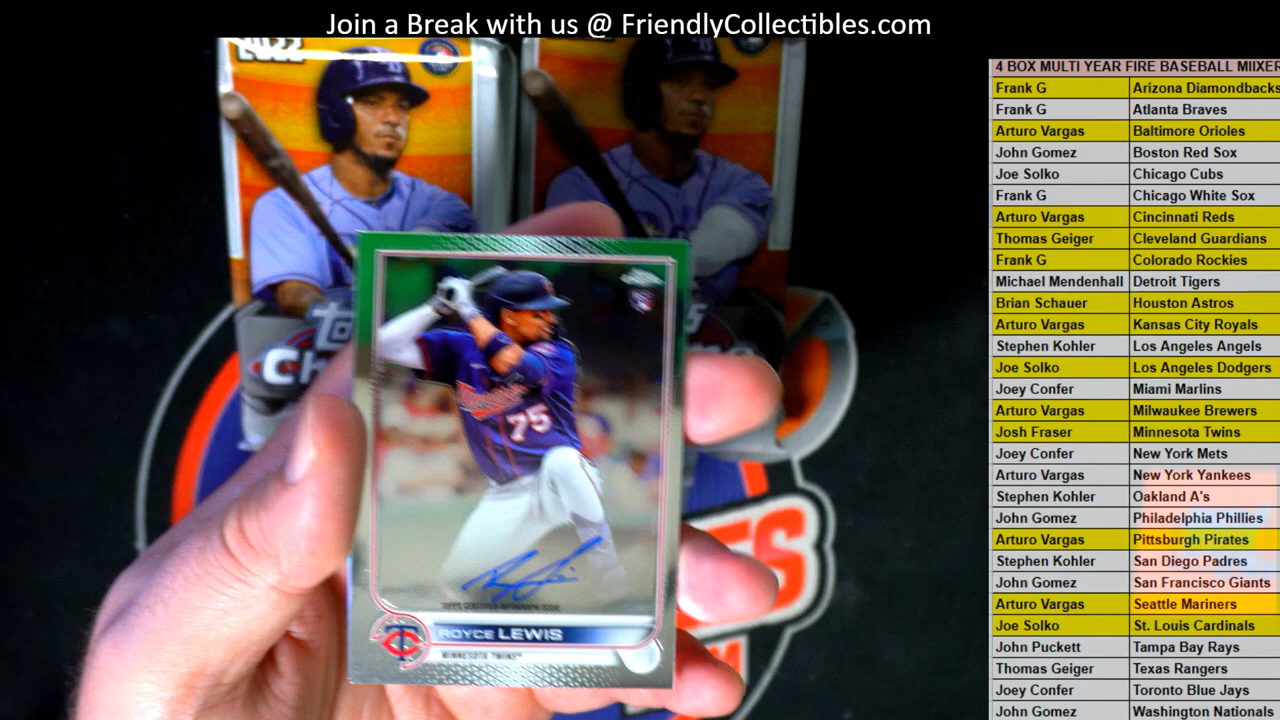 Join a Break with us @ FriendlyCollectibles.com
2022
4 BOX MULTI YEAR FIRE BASEBALL MIIXER
Frank G Arizona Diamondbacks
Frank G Atlanta Braves
Arturo Vargas Baltimore Orioles
John Gomez Boston Red Sox
Joe Solko Chicago Cubs
Frank G Chicago White Sox
Arturo Vargas Cincinnati Reds
Thomas Geiger Cleveland Guardians
Frank G Colorado Rockies
Michael Mendenhall Detroit Tigers
Brian Schauer Houston Astros
Arturo Vargas Kansas City Royals
Stephen Kohler Los Angeles Angels
Joe Solko Los Angeles Dodgers
Joey Confer Miami Marlins
Arturo Vargas Milwaukee Brewers
Josh Fraser Minnesota Twins
Joey Confer New York Mets
Arturo Vargas New York Yankees
Stephen Kohler Oakland A's
John Gomez Philadelphia Phillies
Arturo Vargas Pittsburgh Pirates
Stephen Kohler San Diego Padres
John Gomez San Francisco Giants
Arturo Vargas Seattle Mariners
Joe Solko St. Louis Cardinals
John Puckett Tampa Bay Rays
Thomas Geiger Texas Rangers
Joey Confer Toronto Blue Jays
John Gomez Washington Nationals
75
TOPPS CERTIFIED AUTOGRAPH ISSUE
TC
ROYCE LEWIS
MINNESOTA TWINS